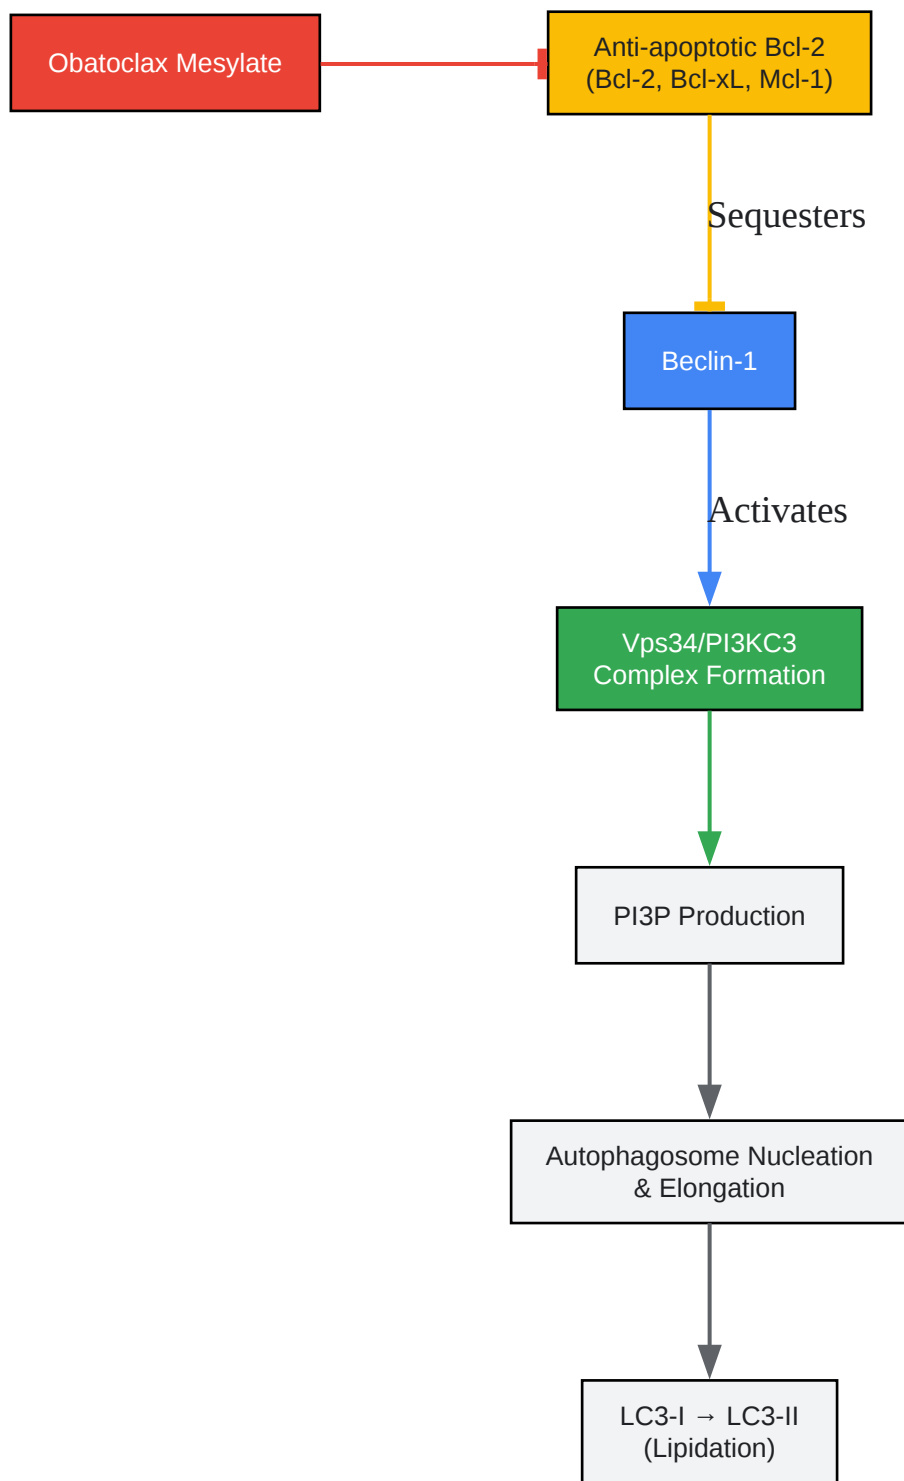 Obatoclax Mesylate
Anti-apoptotic Bcl-2
(Bcl-2, Bcl-xL, Mcl-1)
Sequesters
Beclin-1
Activates
Vps34/PI3KC3
Complex Formation
PI3P Production
Autophagosome Nucleation
& Elongation
LC3-I → LC3-II
(Lipidation)